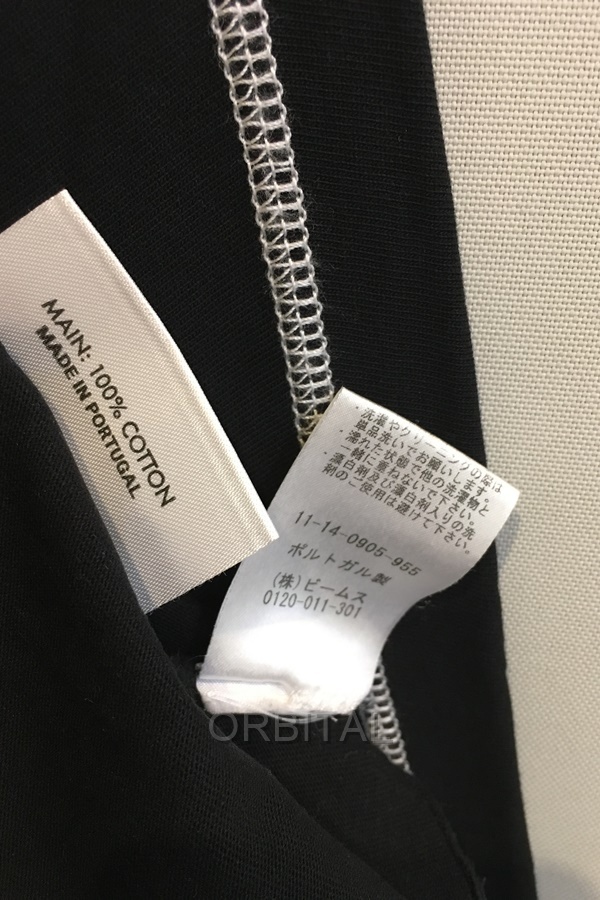 MAIN: 100% COTTON
MADE IN PORTUGAL
・洗濯やクリーニングの際は
単品洗いでお願いします。
・濡れた状態で他の洗濯物と
一緒に重ねないで下さい。
・漂白剤及び漂白剤入りの洗
剤のご使用は避けて下さい。
11-14-0905-955
ポルトガル製
(株)ビームス
0120-011-301
ORBITAL